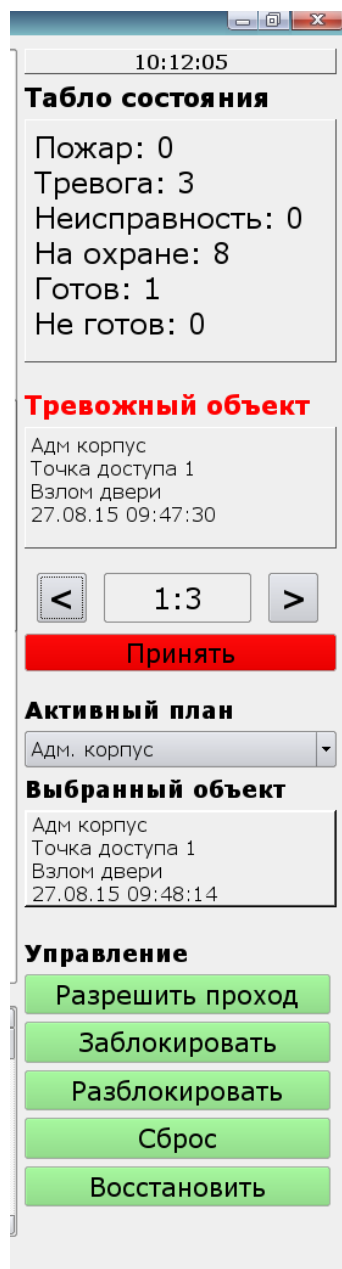 10:12:05
Табло состояния
Пожар: 0
Тревога: 3
Неисправность: 0
На охране: 8
Готов: 1
Не готов: 0
Тревожный объект
Адм корпус
Точка доступа 1
Взлом двери
27.08.15 09:47:30
< 1:3 >
Принять
Активный план
Адм. корпус
Выбранный объект
Адм корпус
Точка доступа 1
Взлом двери
27.08.15 09:48:14
Управление
Разрешить проход
Заблокировать
Разблокировать
Сброс
Восстановить